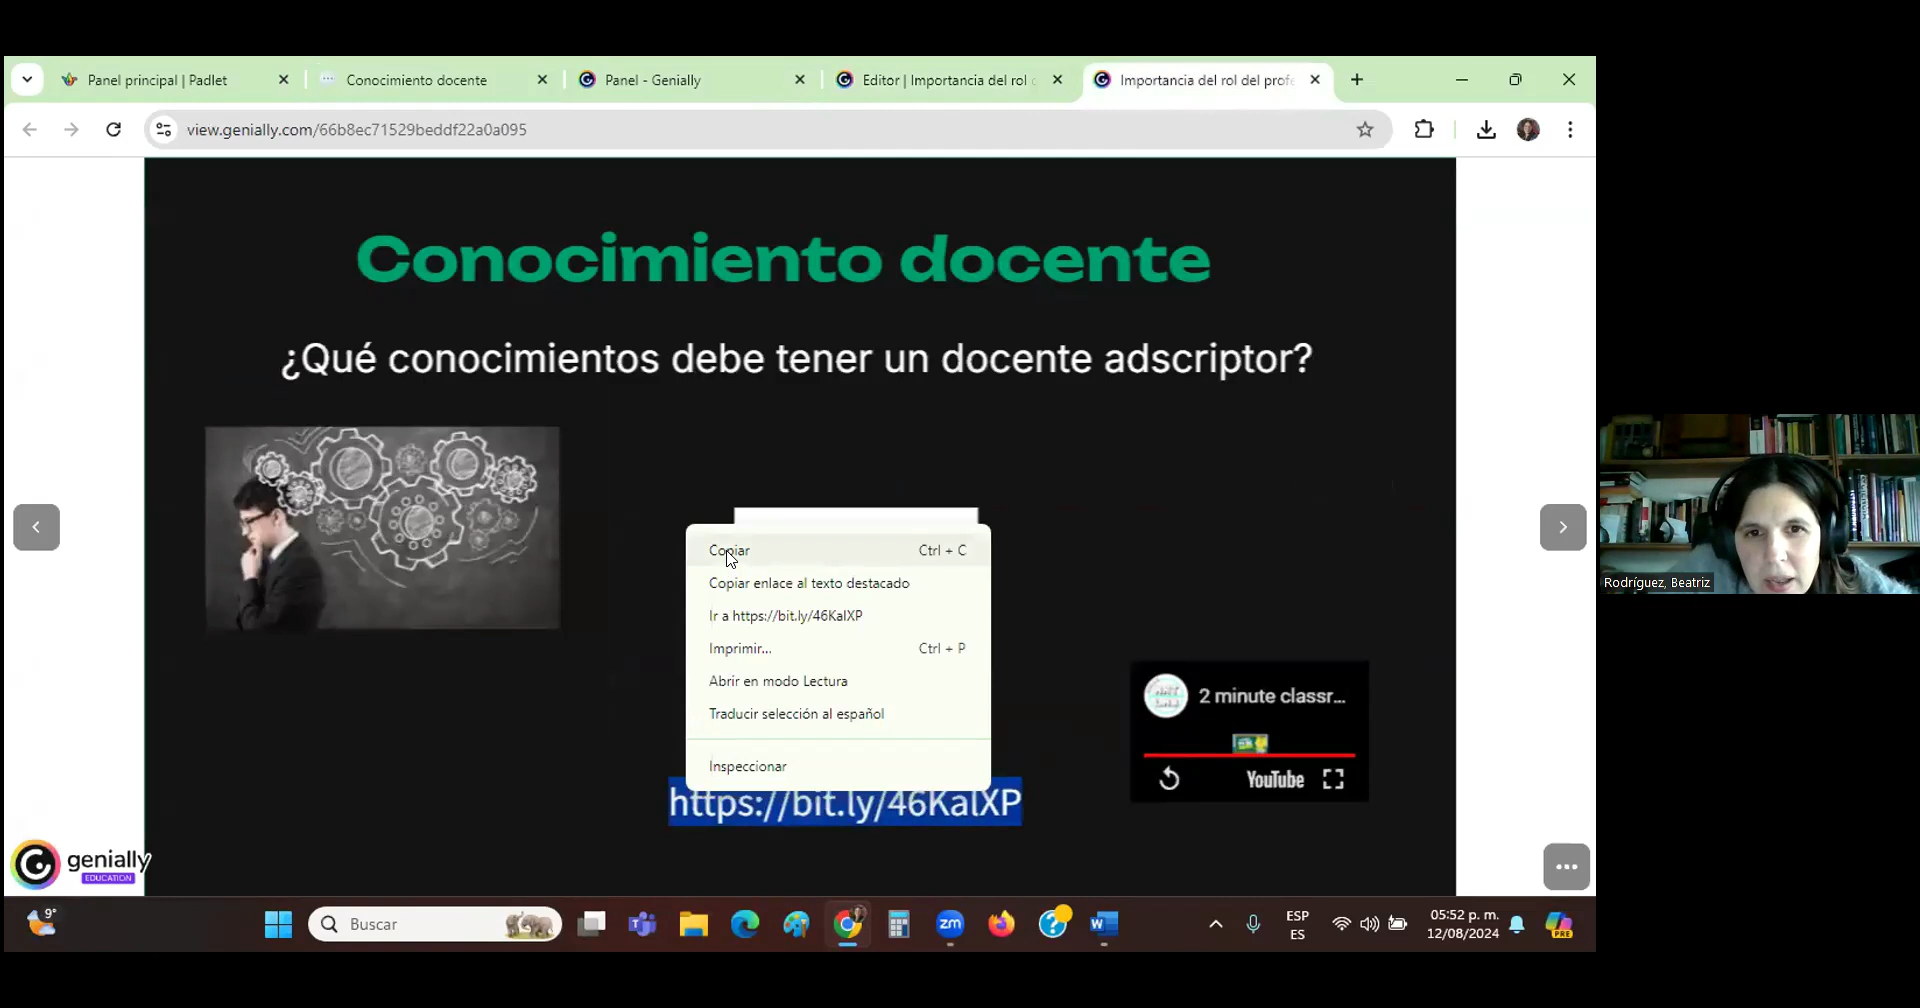 Panel principal | Padlet
Conocimiento docente
Panel - Genially
Editor | Importancia del rol
Importancia del rol del profe
view.genially.com/66b8ec71529beddf22a0a095
Conocimiento docente
¿Qué conocimientos debe tener un docente adscriptor?
Copiar Ctrl + C
Copiar enlace al texto destacado
Ir a https://bit.ly/46KalXP
Imprimir... Ctrl + P
Abrir en modo Lectura
Traducir selección al español
Inspeccionar
https://bit.ly/46KalXP
2 minute classr...
YouTube
Rodríguez, Beatriz
genially
EDUCATION
9°
Buscar
zm
W
PRE
ESP
ES
05:52 p. m.
12/08/2024